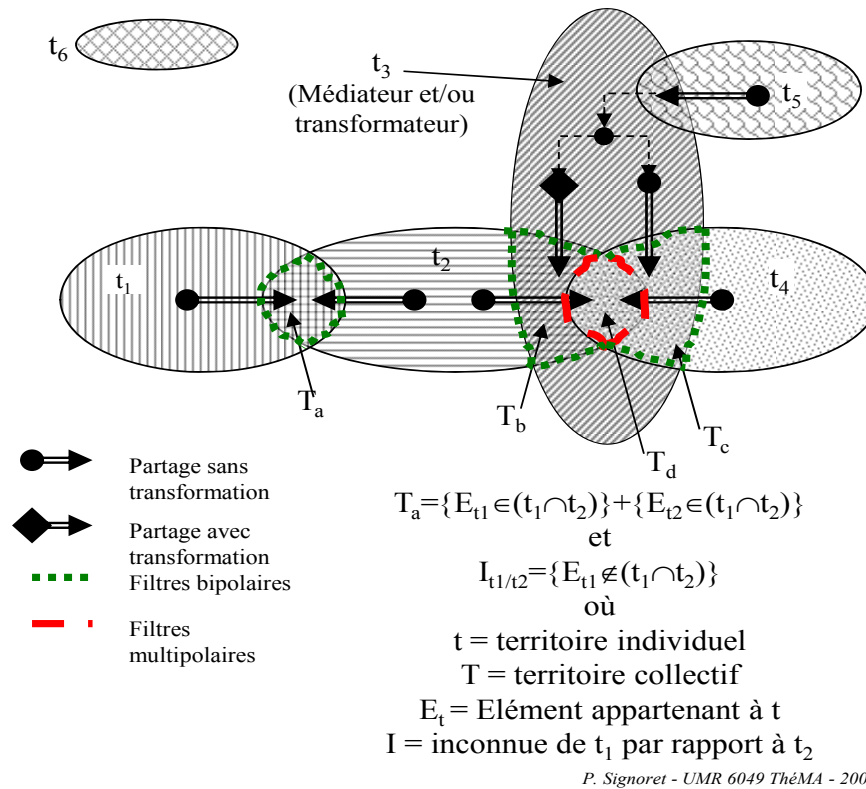 t6
t3
(Médiateur et/ou
transformateur)
t5
t1
t2
t4
Ta
Tb
Tc
Td
Partage sans
transformation
Partage avec
transformation
Filtres bipolaires
Filtres
multipolaires
Ta={Et1∈(t1∩t2)}+{Et2∈(t1∩t2)}
et
It1/t2={Et1∉(t1∩t2)}
où
t = territoire individuel
T = territoire collectif
Et = Elément appartenant à t
I = inconnue de t1 par rapport à t2
P. Signoret - UMR 6049 ThéMA - 200